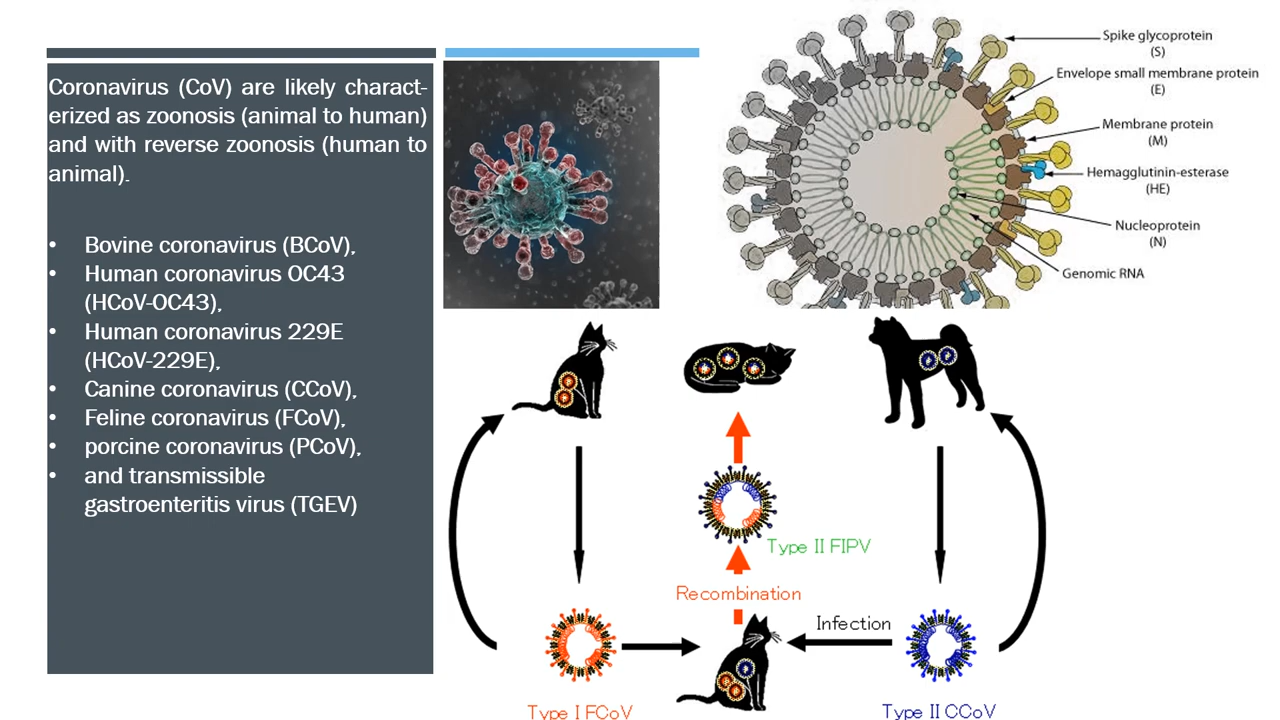 Coronavirus (CoV) are likely charact-
erized as zoonosis (animal to human)
and with reverse zoonosis (human to
animal).
• Bovine coronavirus (BCoV),
• Human coronavirus OC43
(HCoV-OC43),
• Human coronavirus 229E
(HCoV-229E),
• Canine coronavirus (CCoV),
• Feline coronavirus (FCoV),
• porcine coronavirus (PCoV),
• and transmissible
gastroenteritis virus (TGEV)
Spike glycoprotein
(S)
Envelope small membrane protein
(E)
Membrane protein
(M)
Hemagglutinin-esterase
(HE)
Nucleoprotein
(N)
Genomic RNA
Type II FIPV
Recombination
Infection
Type I FCoV
Type II CCoV